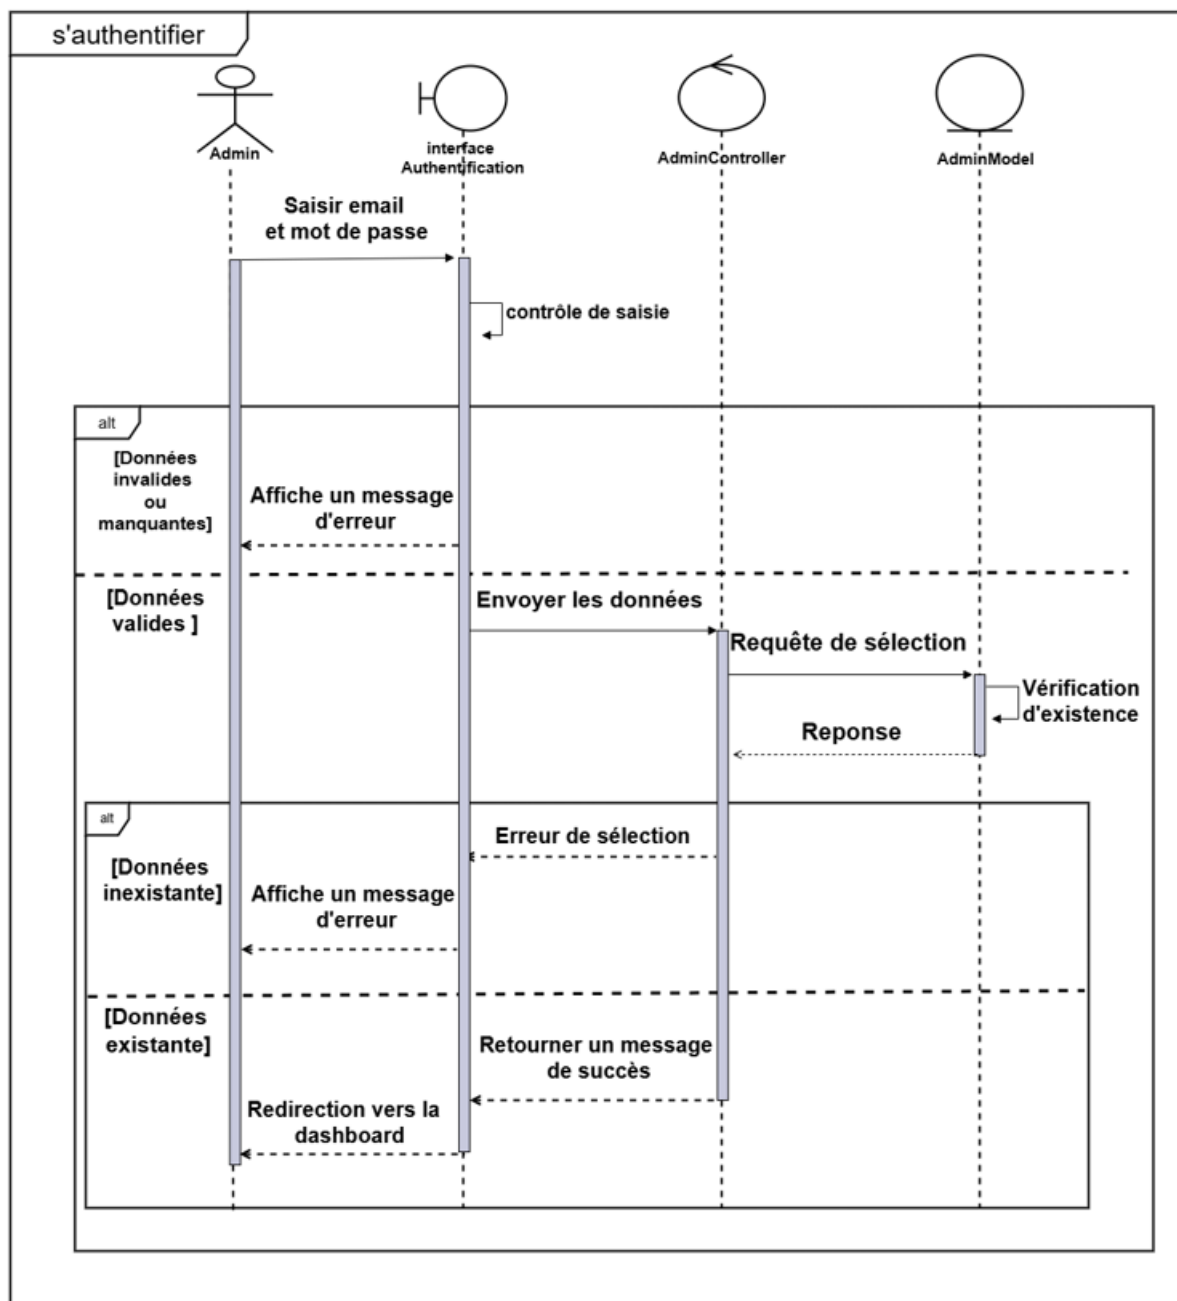 s'authentifier
Admin
interface
Authentification
AdminController
AdminModel
Saisir email
et mot de passe
contrôle de saisie
alt
[Données
invalides
ou
manquantes]
Affiche un message
d'erreur
[Données
valides ]
Envoyer les données
Requête de sélection
Vérification
d'existence
Reponse
alt
Erreur de sélection
[Données
inexistante]
Affiche un message
d'erreur
[Données
existante]
Retourner un message
de succès
Redirection vers la
dashboard